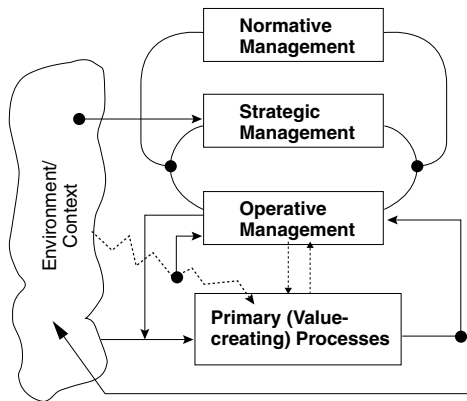 Normative
Management
Strategic
Management
Environment/
Context
Operative
Management
Primary (Value-
creating) Processes